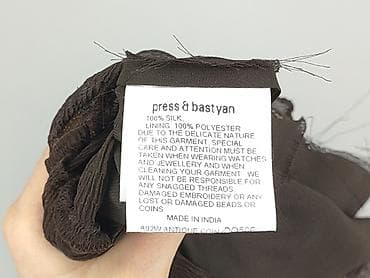 press & bastyan
100% SILK.
LINING 100% POLYESTER
DUE TO THE DELICATE NATURE
OF THIS GARMENT, SPECIAL
CARE AND ATTENTION MUST BE
TAKEN WHEN WEARING WATCHES
AND JEWELLERY AND WHEN
CLEANING YOUR GARMENT. WE
WILL NOT BE RESPONSIBLE FOR
ANY SNAGGED THREADS.
DAMAGED EMBROIDERY OR ANY
LOST OR DAMAGED BEADS OR
COINS
MADE IN INDIA
ANTIQUE